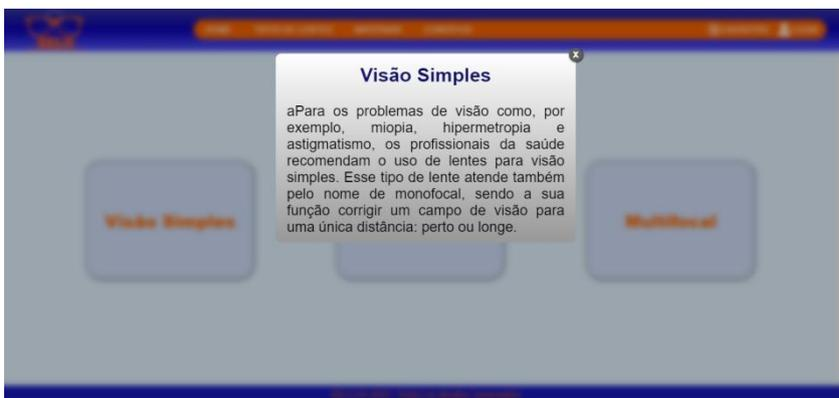 x
Visão Simples
aPara os problemas de visão como, por
exemplo, miopia, hipermetropia e
astigmatismo, os profissionais da saúde
recomendam o uso de lentes para visão
simples. Esse tipo de lente atende também
pelo nome de monofocal, sendo a sua
função corrigir um campo de visão para
uma única distância: perto ou longe.
Visão Simples
Multifocal